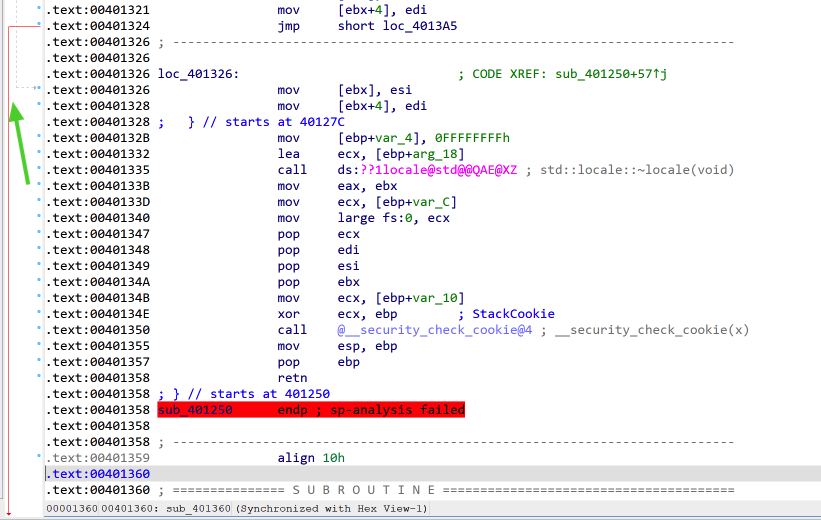 .text:00401321 mov [ebx+4], edi
.text:00401324 jmp short loc_4013A5
.text:00401326 ; ---------------------------------------------------------------------------
.text:00401326
.text:00401326 loc_401326: ; CODE XREF: sub_401250+57↑j
.text:00401326 mov [ebx], esi
.text:00401328 mov [ebx+4], edi
.text:00401328 ; } // starts at 40127C
.text:0040132B mov [ebp+var_4], 0FFFFFFFFh
.text:00401332 lea ecx, [ebp+arg_18]
.text:00401335 call ds:??1locale@std@@QAE@XZ ; std::locale::~locale(void)
.text:0040133B mov eax, ebx
.text:0040133D mov ecx, [ebp+var_C]
.text:00401340 mov large fs:0, ecx
.text:00401347 pop ecx
.text:00401348 pop edi
.text:00401349 pop esi
.text:0040134A pop ebx
.text:0040134B mov ecx, [ebp+var_10]
.text:0040134E xor ecx, ebp ; StackCookie
.text:00401350 call @__security_check_cookie@4 ; __security_check_cookie(x)
.text:00401355 mov esp, ebp
.text:00401357 pop ebp
.text:00401358 retn
.text:00401358 ; } // starts at 401250
.text:00401358 sub_401250 endp ; sp-analysis failed
.text:00401358
.text:00401358 ; ---------------------------------------------------------------------------
.text:00401359 align 10h
.text:00401360
.text:00401360 ; =============== S U B R O U T I N E =======================================
00001360 00401360: sub_401360 (Synchronized with Hex View-1)